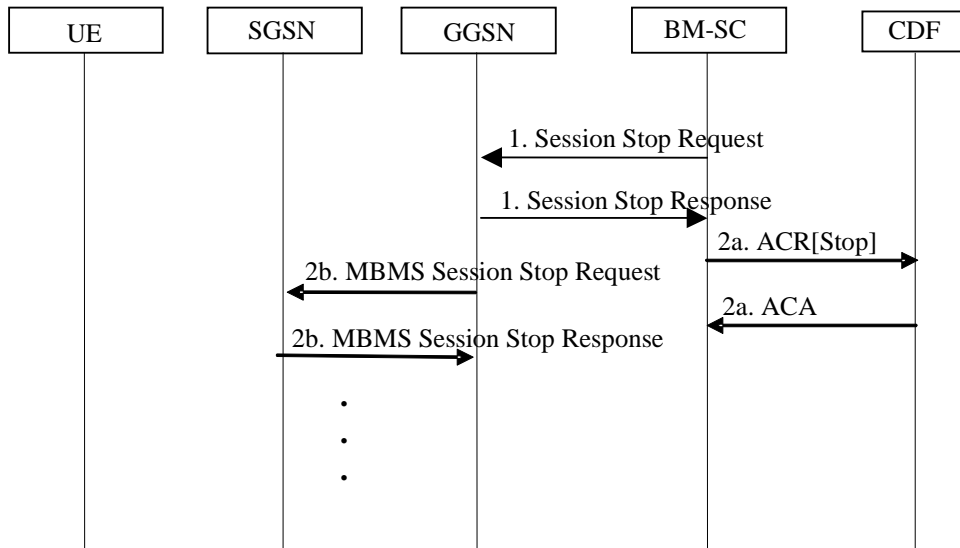 UE
SGSN
GGSN
BM-SC
CDF
1. Session Stop Request
1. Session Stop Response
2a. ACR[Stop]
2b. MBMS Session Stop Request
2a. ACA
2b. MBMS Session Stop Response